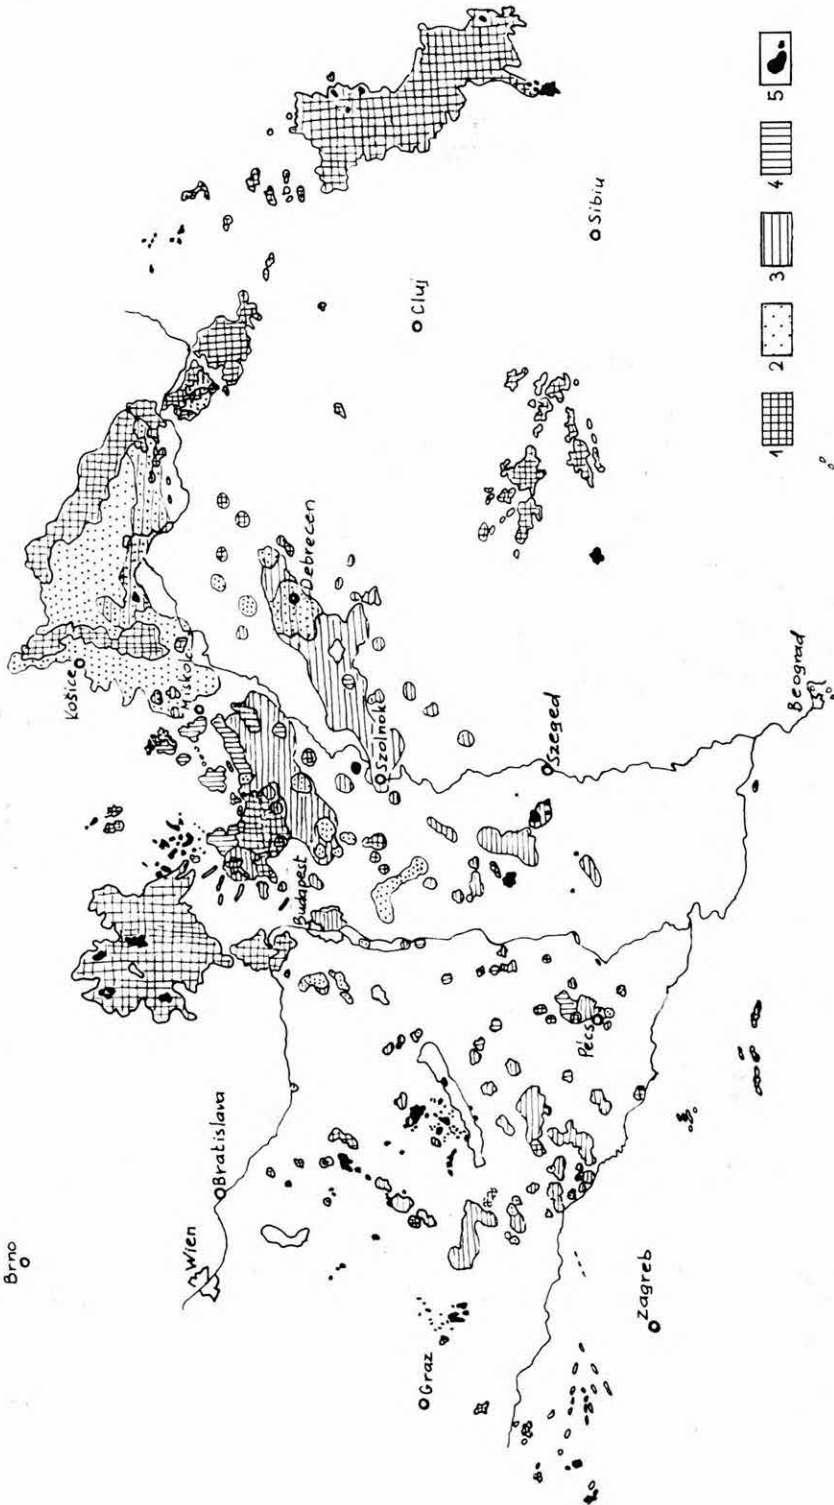 Brno
Wien
Bratislava
Košice
Miskolc
Budapest
Debrecen
Szolnok
Cluj
Sibiu
Graz
Zagreb
Pécs
Szeged
Beograd
1
2
3
4
5